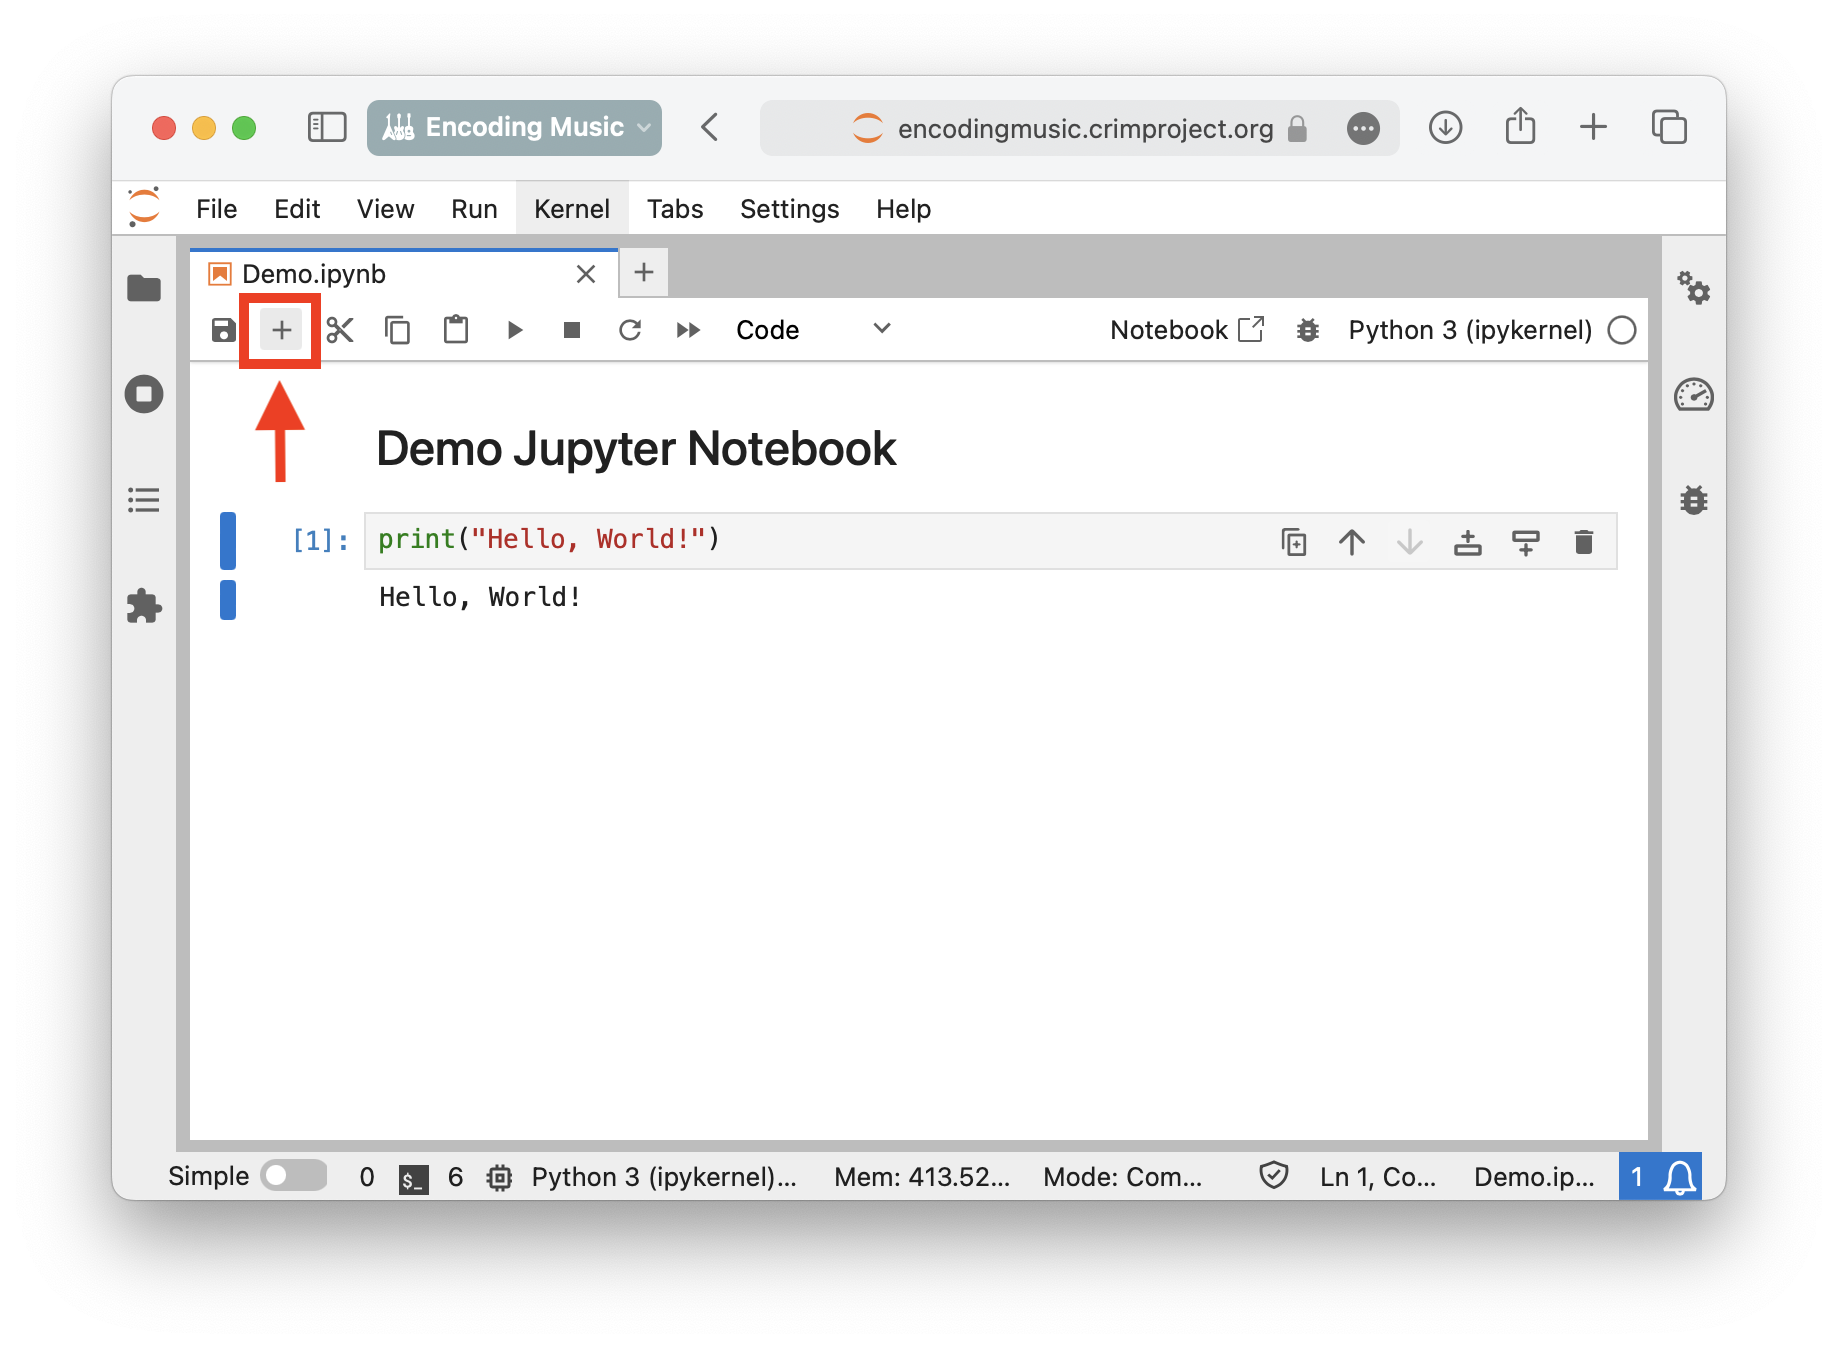 Encoding Music
encodingmusic.crimproject.org
File Edit View Run Kernel Tabs Settings Help
Demo.ipynb
Code
Notebook
Python 3 (ipykernel)
Demo Jupyter Notebook
[1]: print("Hello, World!")
Hello, World!
Simple 0 $_ 6 Python 3 (ipykernel)... Mem: 413.52... Mode: Com... Ln 1, Co... Demo.ip... 1